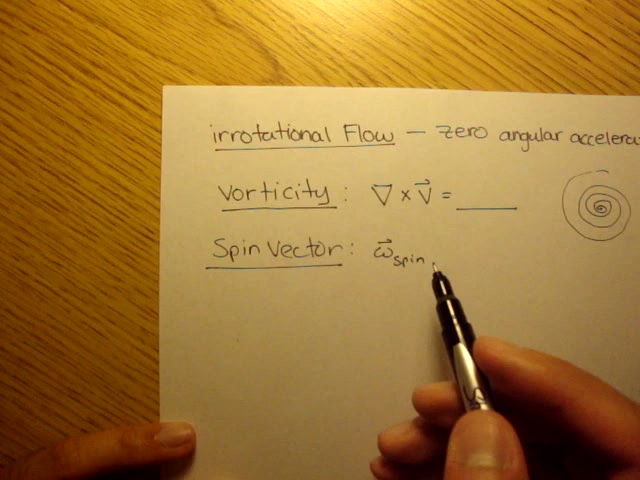 irrotational Flow — zero angular accelera
Vorticity: ∇ × V⃗ = ____
Spin Vector: ω⃗spin